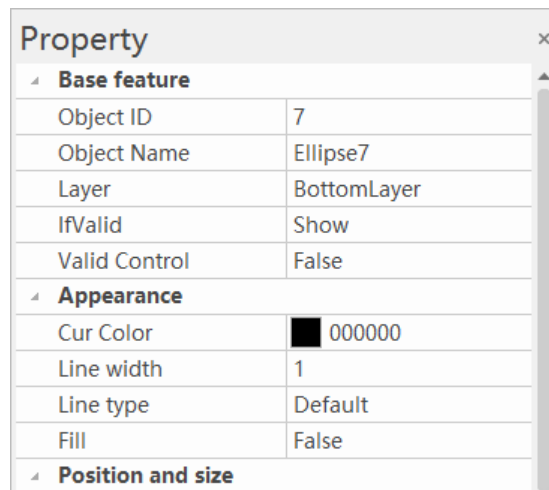 Property
Base feature
Object ID 7
Object Name Ellipse7
Layer BottomLayer
IfValid Show
Valid Control False
Appearance
Cur Color 000000
Line width 1
Line type Default
Fill False
Position and size